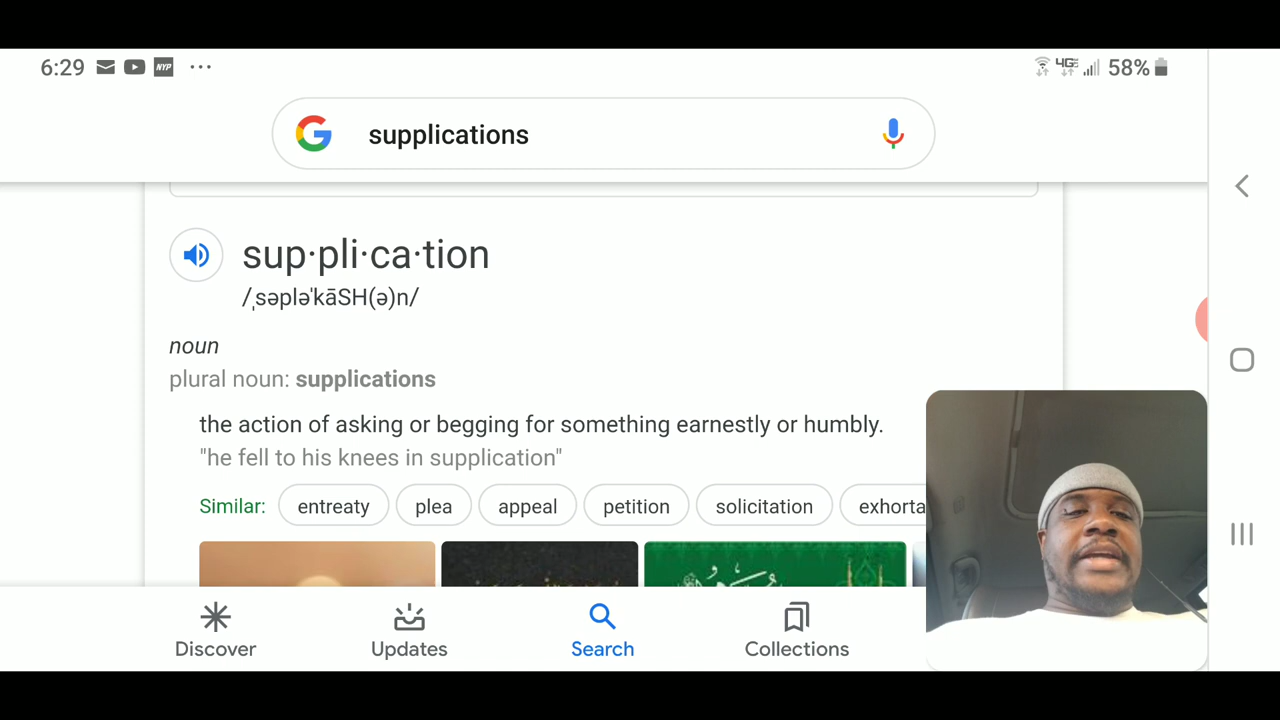 6:29 NYP ... 4GE 58%
supplications
sup·pli·ca·tion
/ˌsəpləˈkāSH(ə)n/
noun
plural noun: supplications
the action of asking or begging for something earnestly or humbly.
"he fell to his knees in supplication"
Similar: entreaty plea appeal petition solicitation exhorta
Discover Updates Search Collections